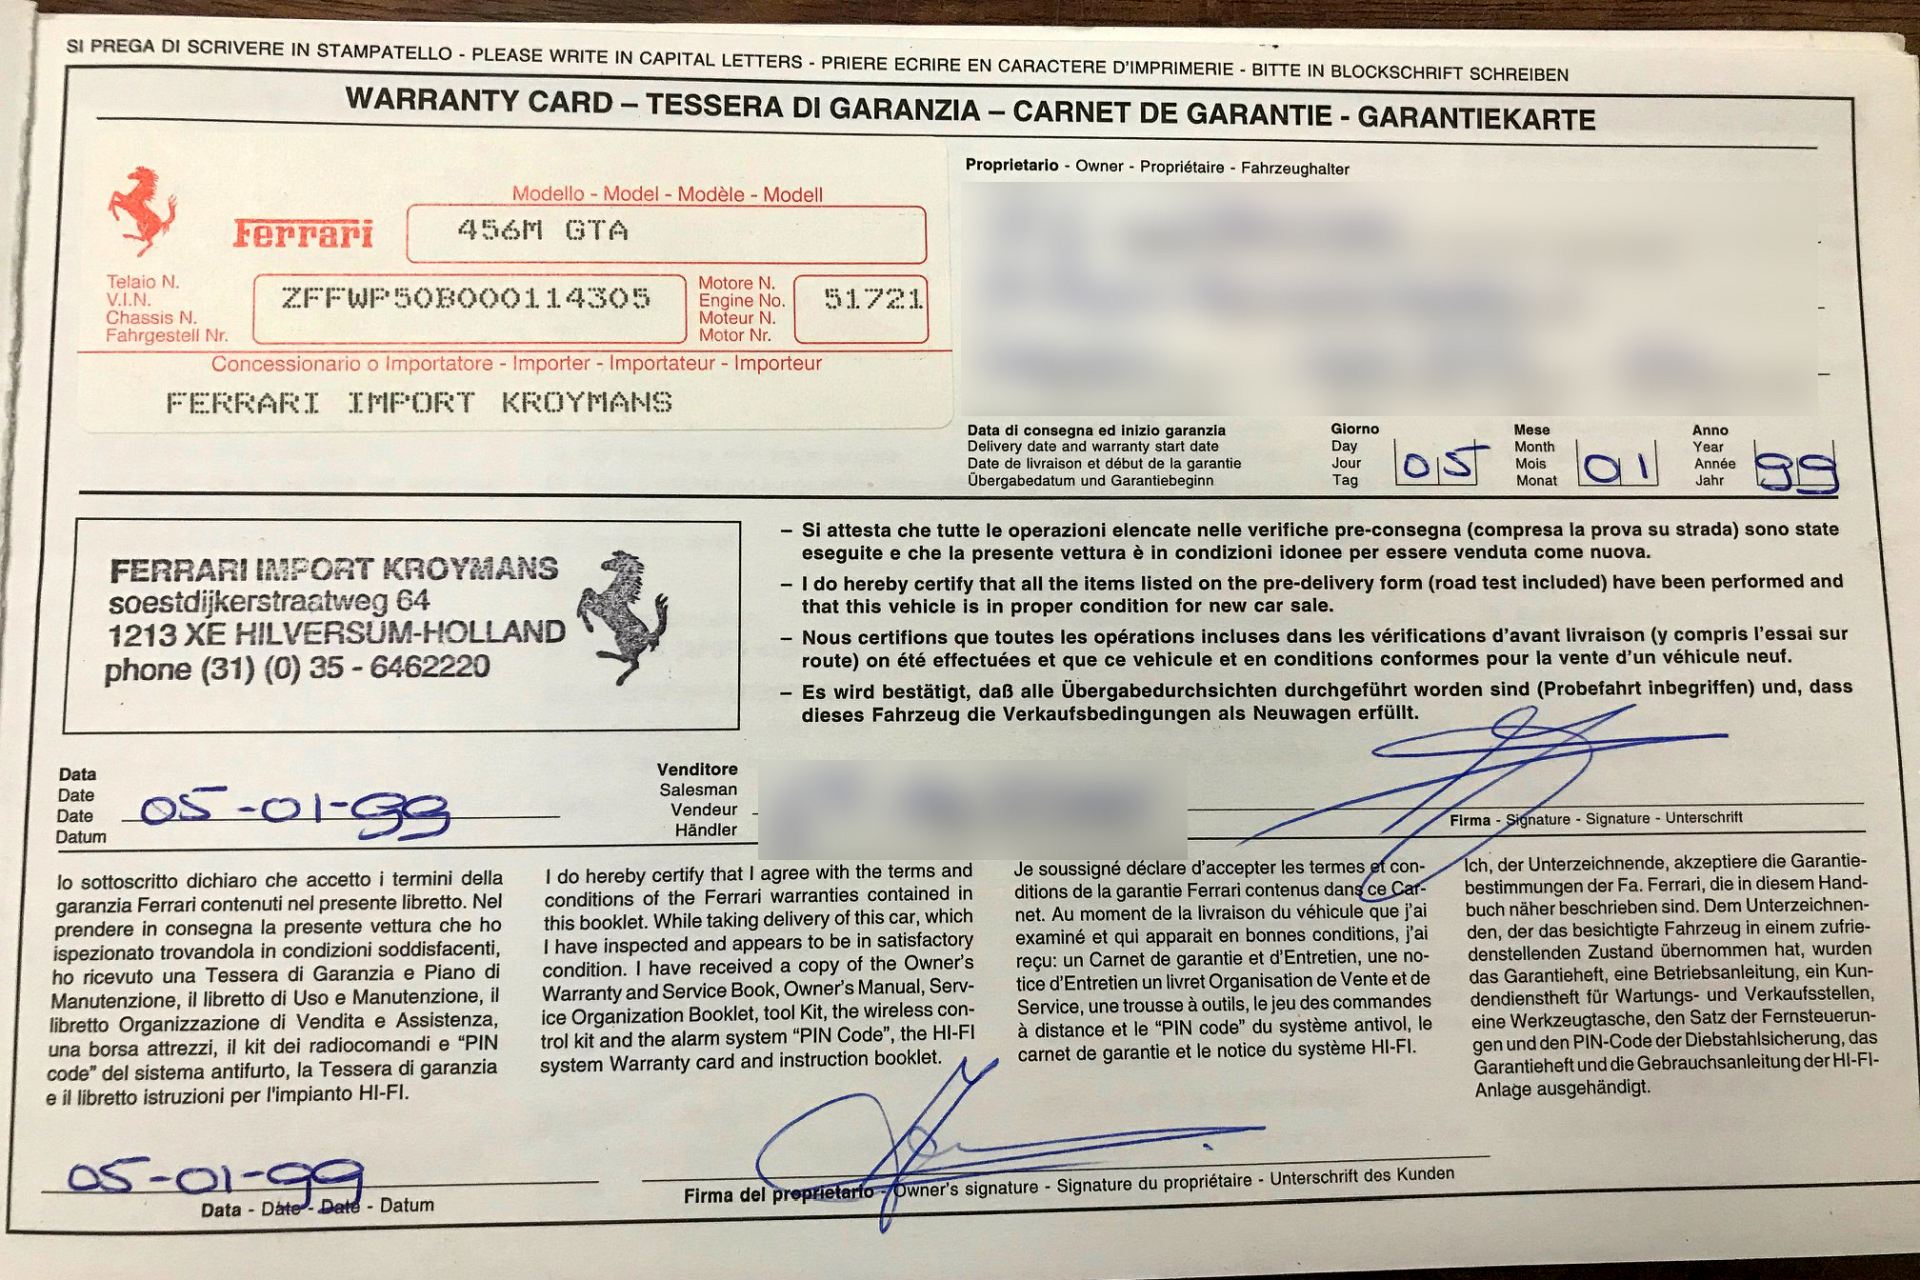 SI PREGA DI SCRIVERE IN STAMPATELLO - PLEASE WRITE IN CAPITAL LETTERS - PRIERE ECRIRE EN CARACTERE D'IMPRIMERIE - BITTE IN BLOCKSCHRIFT SCHREIBEN
WARRANTY CARD – TESSERA DI GARANZIA – CARNET DE GARANTIE - GARANTIEKARTE
Modello - Model - Modèle - Modell
Ferrari
456M GTA
Telaio N.
V.I.N.
Chassis N.
Fahrgestell Nr.
ZFFWP50B000114305
Motore N.
Engine No.
Moteur N.
Motor Nr.
51721
Concessionario o Importatore - Importer - Importateur - Importeur
FERRARI IMPORT KROYMANS
Proprietario - Owner - Propriétaire - Fahrzeughalter
Data di consegna ed inizio garanzia
Delivery date and warranty start date
Date de livraison et début de la garantie
Übergabedatum und Garantiebeginn
Giorno
Day
Jour
Tag
05
Mese
Month
Mois
Monat
01
Anno
Year
Année
Jahr
99
FERRARI IMPORT KROYMANS
soestdijkerstraatweg 64
1213 XE HILVERSUM-HOLLAND
phone (31) (0) 35 - 6462220
– Si attesta che tutte le operazioni elencate nelle verifiche pre-consegna (compresa la prova su strada) sono state
eseguite e che la presente vettura è in condizioni idonee per essere venduta come nuova.
– I do hereby certify that all the items listed on the pre-delivery form (road test included) have been performed and
that this vehicle is in proper condition for new car sale.
– Nous certifions que toutes les opérations incluses dans les vérifications d'avant livraison (y compris l'essai sur
route) on été effectuées et que ce vehicule et en conditions conformes pour la vente d'un véhicule neuf.
– Es wird bestätigt, daß alle Übergabedurchsichten durchgeführt worden sind (Probefahrt inbegriffen) und, dass
dieses Fahrzeug die Verkaufsbedingungen als Neuwagen erfüllt.
Data
Date
Date
Datum
05-01-99
Venditore
Salesman
Vendeur
Händler
Firma - Signature - Signature - Unterschrift
Io sottoscritto dichiaro che accetto i termini della
garanzia Ferrari contenuti nel presente libretto. Nel
prendere in consegna la presente vettura che ho
ispezionato trovandola in condizioni soddisfacenti,
ho ricevuto una Tessera di Garanzia e Piano di
Manutenzione, il libretto di Uso e Manutenzione, il
libretto Organizzazione di Vendita e Assistenza,
una borsa attrezzi, il kit dei radiocomandi e “PIN
code” del sistema antifurto, la Tessera di garanzia
e il libretto istruzioni per l'impianto HI-FI.
I do hereby certify that I agree with the terms and
conditions of the Ferrari warranties contained in
this booklet. While taking delivery of this car, which
I have inspected and appears to be in satisfactory
condition. I have received a copy of the Owner's
Warranty and Service Book, Owner's Manual, Serv-
ice Organization Booklet, tool Kit, the wireless con-
trol kit and the alarm system “PIN Code”, the HI-FI
system Warranty card and instruction booklet.
Je soussigné déclare d'accepter les termes et con-
ditions de la garantie Ferrari contenus dans ce Car-
net. Au moment de la livraison du véhicule que j'ai
examiné et qui apparait en bonnes conditions, j'ai
reçu: un Carnet de garantie et d'Entretien, une no-
tice d'Entretien un livret Organisation de Vente et de
Service, une trousse à outils, le jeu des commandes
à distance et le “PIN code” du système antivol, le
carnet de garantie et le notice du système HI-FI.
Ich, der Unterzeichnende, akzeptiere die Garantie-
bestimmungen der Fa. Ferrari, die in diesem Hand-
buch näher beschrieben sind. Dem Unterzeichnen-
den, der das besichtigte Fahrzeug in einem zufrie-
denstellenden Zustand übernommen hat, wurden
das Garantieheft, eine Betriebsanleitung, ein Kun-
dendienstheft für Wartungs- und Verkaufsstellen,
eine Werkzeugtasche, den Satz der Fernsteuerun-
gen und den PIN-Code der Diebstahlsicherung, das
Garantieheft und die Gebrauchsanleitung der HI-FI-
Anlage ausgehändigt.
05-01-99
Data - Date - Date - Datum
Firma del proprietario - Owner's signature - Signature du propriétaire - Unterschrift des Kunden